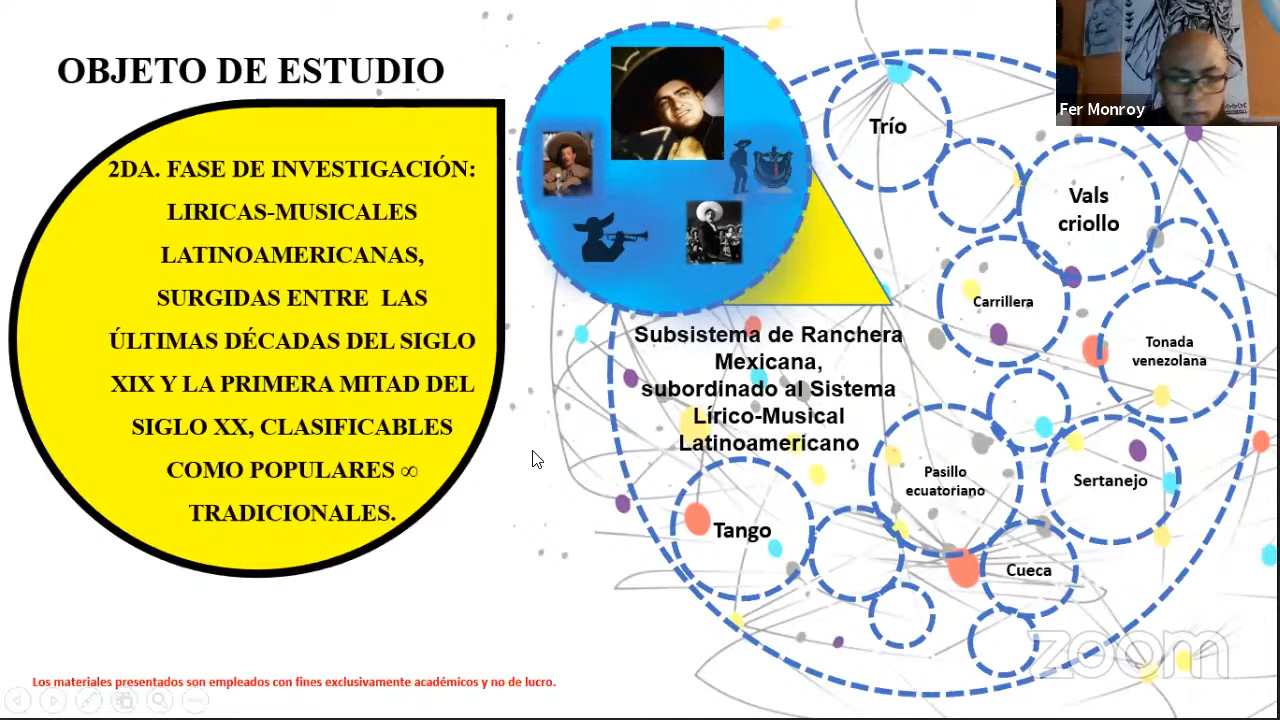 OBJETO DE ESTUDIO
2DA. FASE DE INVESTIGACIÓN:
LIRICAS-MUSICALES
LATINOAMERICANAS,
SURGIDAS ENTRE LAS
ÚLTIMAS DÉCADAS DEL SIGLO
XIX Y LA PRIMERA MITAD DEL
SIGLO XX, CLASIFICABLES
COMO POPULARES ∞
TRADICIONALES.
Fer Monroy
Trío
Vals
criollo
Carrillera
Tonada
venezolana
Subsistema de Ranchera
Mexicana,
subordinado al Sistema
Lírico-Musical
Latinoamericano
Pasillo
ecuatoriano
Sertanejo
Tango
Cueca
zoom
Los materiales presentados son empleados con fines exclusivamente académicos y no de lucro.